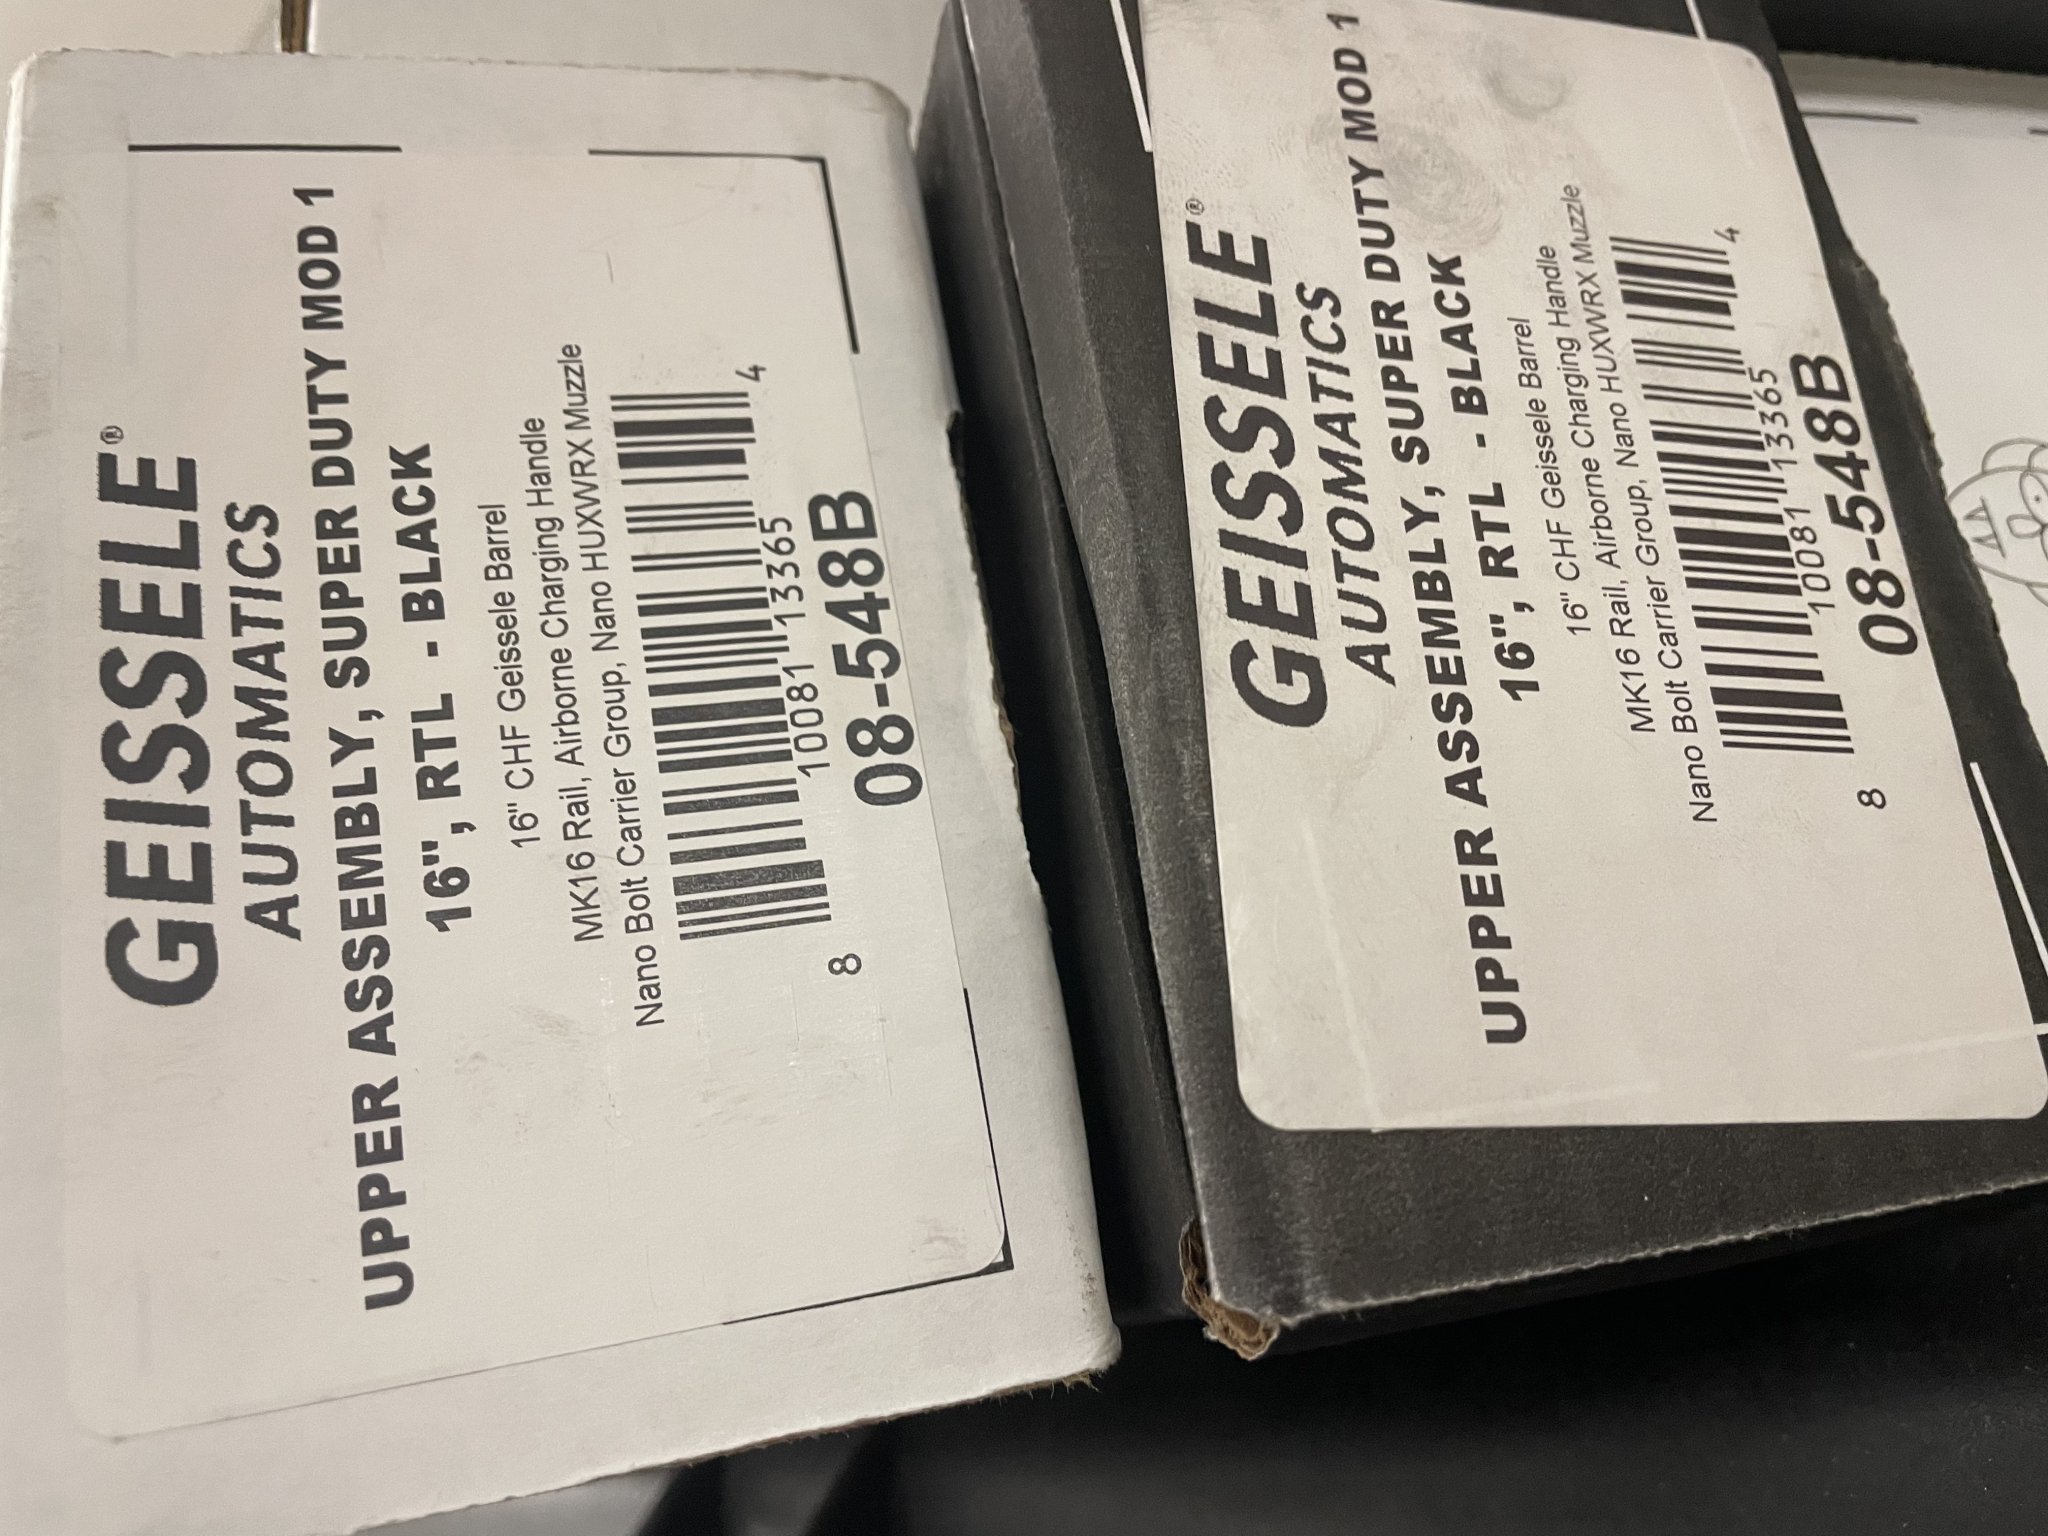 GEISSELE®
AUTOMATICS
UPPER ASSEMBLY, SUPER DUTY MOD 1
16", RTL - BLACK
16" CHF Geissele Barrel
MK16 Rail, Airborne Charging Handle
Nano Bolt Carrier Group, Nano HUXWRX Muzzle
8 10081 13365 4
08-548B
GEISSELE®
AUTOMATICS
UPPER ASSEMBLY, SUPER DUTY MOD 1
16", RTL - BLACK
16" CHF Geissele Barrel
MK16 Rail, Airborne Charging Handle
Nano Bolt Carrier Group, Nano HUXWRX Muzzle
8 10081 13365 4
08-548B